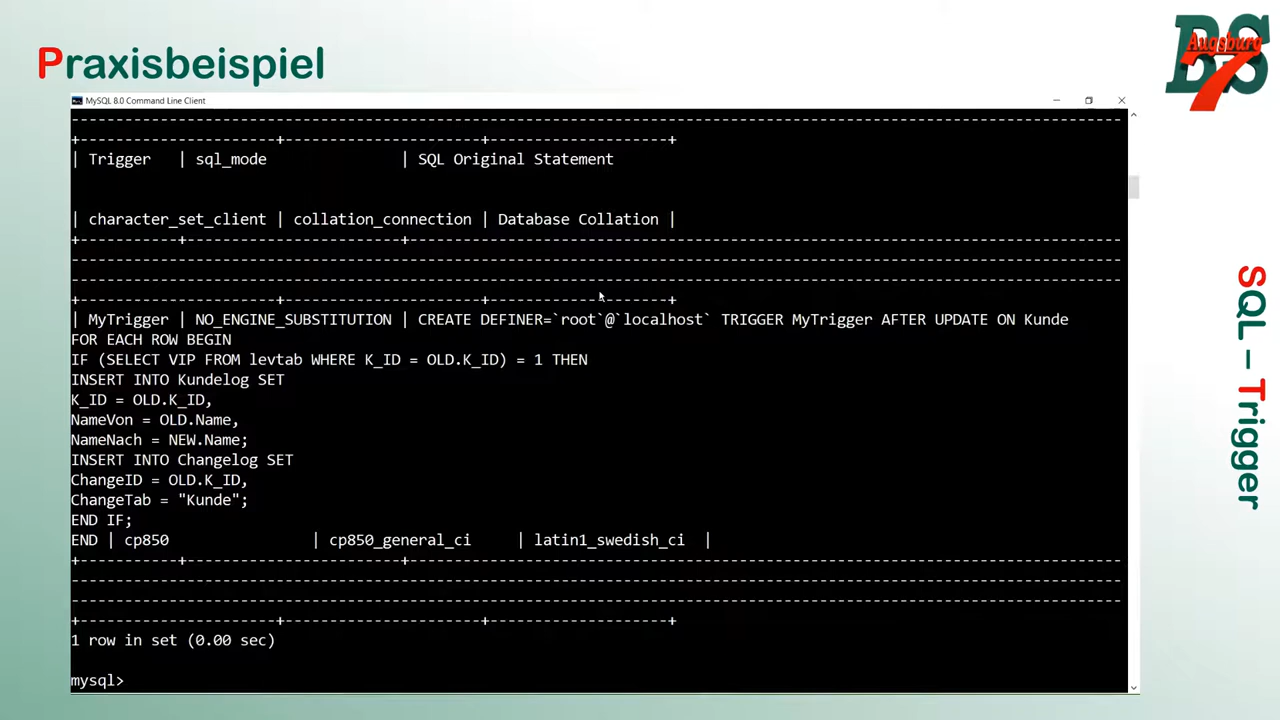 Praxisbeispiel
Augsburg
BS
7
MySQL 8.0 Command Line Client
| Trigger | sql_mode | SQL Original Statement
| character_set_client | collation_connection | Database Collation |
| MyTrigger | NO_ENGINE_SUBSTITUTION | CREATE DEFINER=`root`@`localhost` TRIGGER MyTrigger AFTER UPDATE ON Kunde
FOR EACH ROW BEGIN
IF (SELECT VIP FROM levtab WHERE K_ID = OLD.K_ID) = 1 THEN
INSERT INTO Kundelog SET
K_ID = OLD.K_ID,
NameVon = OLD.Name,
NameNach = NEW.Name;
INSERT INTO Changelog SET
ChangeID = OLD.K_ID,
ChangeTab = "Kunde";
END IF;
END | cp850 | cp850_general_ci | latin1_swedish_ci |
1 row in set (0.00 sec)
mysql>
SQL – Trigger